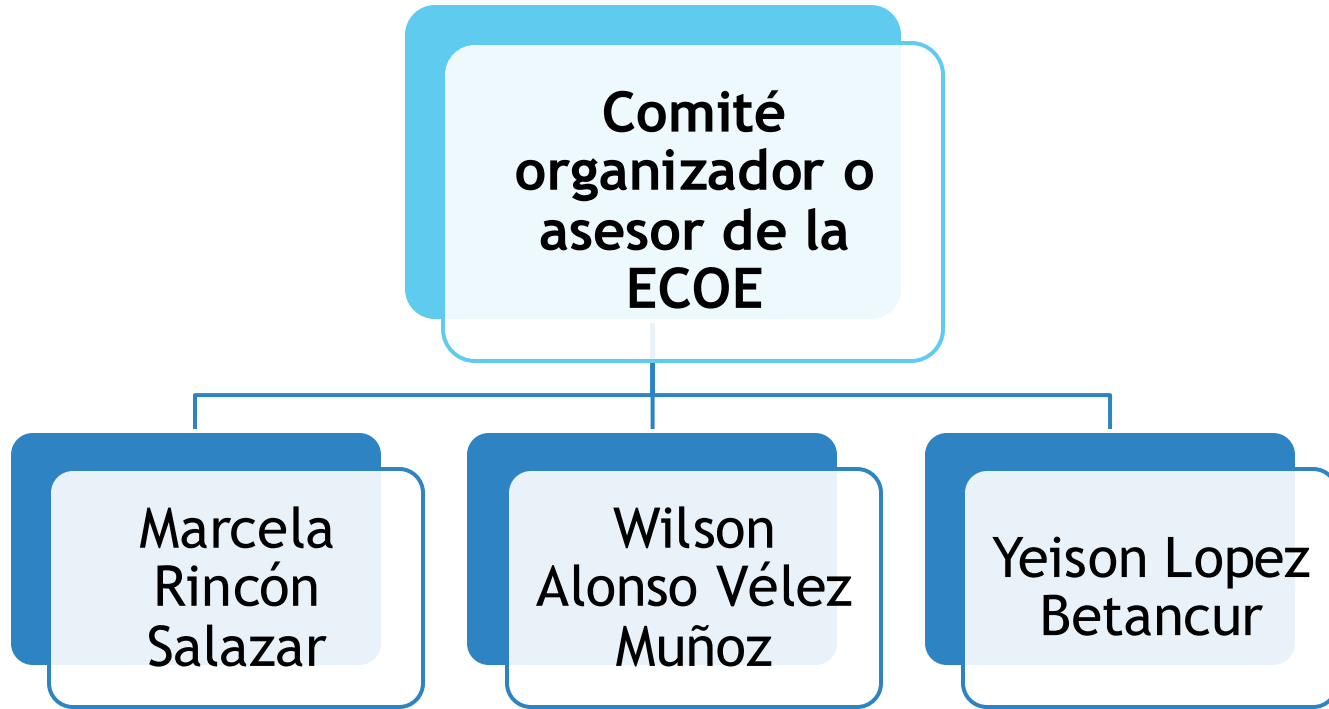 Comité
organizador o
asesor de la
ECOE
Marcela
Rincón
Salazar
Wilson
Alonso Vélez
Muñoz
Yeison Lopez
Betancur